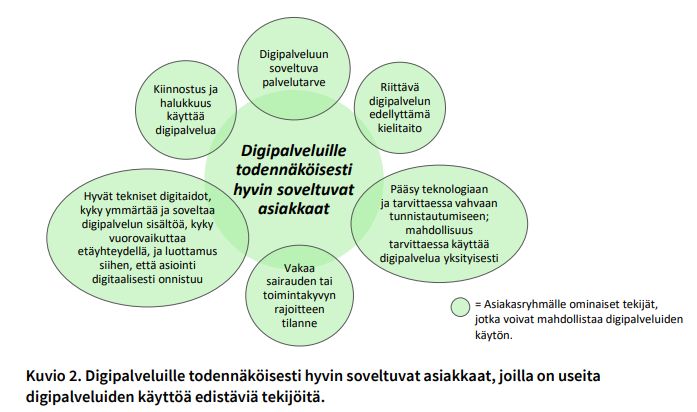 Digipalveluun
soveltuva
palvelutarve
Kiinnostus ja
halukkuus
käyttää
digipalvelua
Riittävä
digipalvelun
edellyttämä
kielitaito
Digipalveluille
todennäköisesti
hyvin soveltuvat
asiakkaat
Hyvät tekniset digitaidot,
kyky ymmärtää ja soveltaa
digipalvelun sisältöä, kyky
vuorovaikuttaa
etäyhteydellä, ja luottamus
siihen, että asiointi
digitaalisesti onnistuu
Pääsy teknologiaan
ja tarvittaessa vahvaan
tunnistautumiseen;
mahdollisuus
tarvittaessa käyttää
digipalvelua yksityisesti
Vakaa
sairauden tai
toimintakyvyn
rajoitteen
tilanne
= Asiakasryhmälle ominaiset tekijät,
jotka voivat mahdollistaa digipalveluiden
käytön.
Kuvio 2. Digipalveluille todennäköisesti hyvin soveltuvat asiakkaat, joilla on useita
digipalveluiden käyttöä edistäviä tekijöitä.